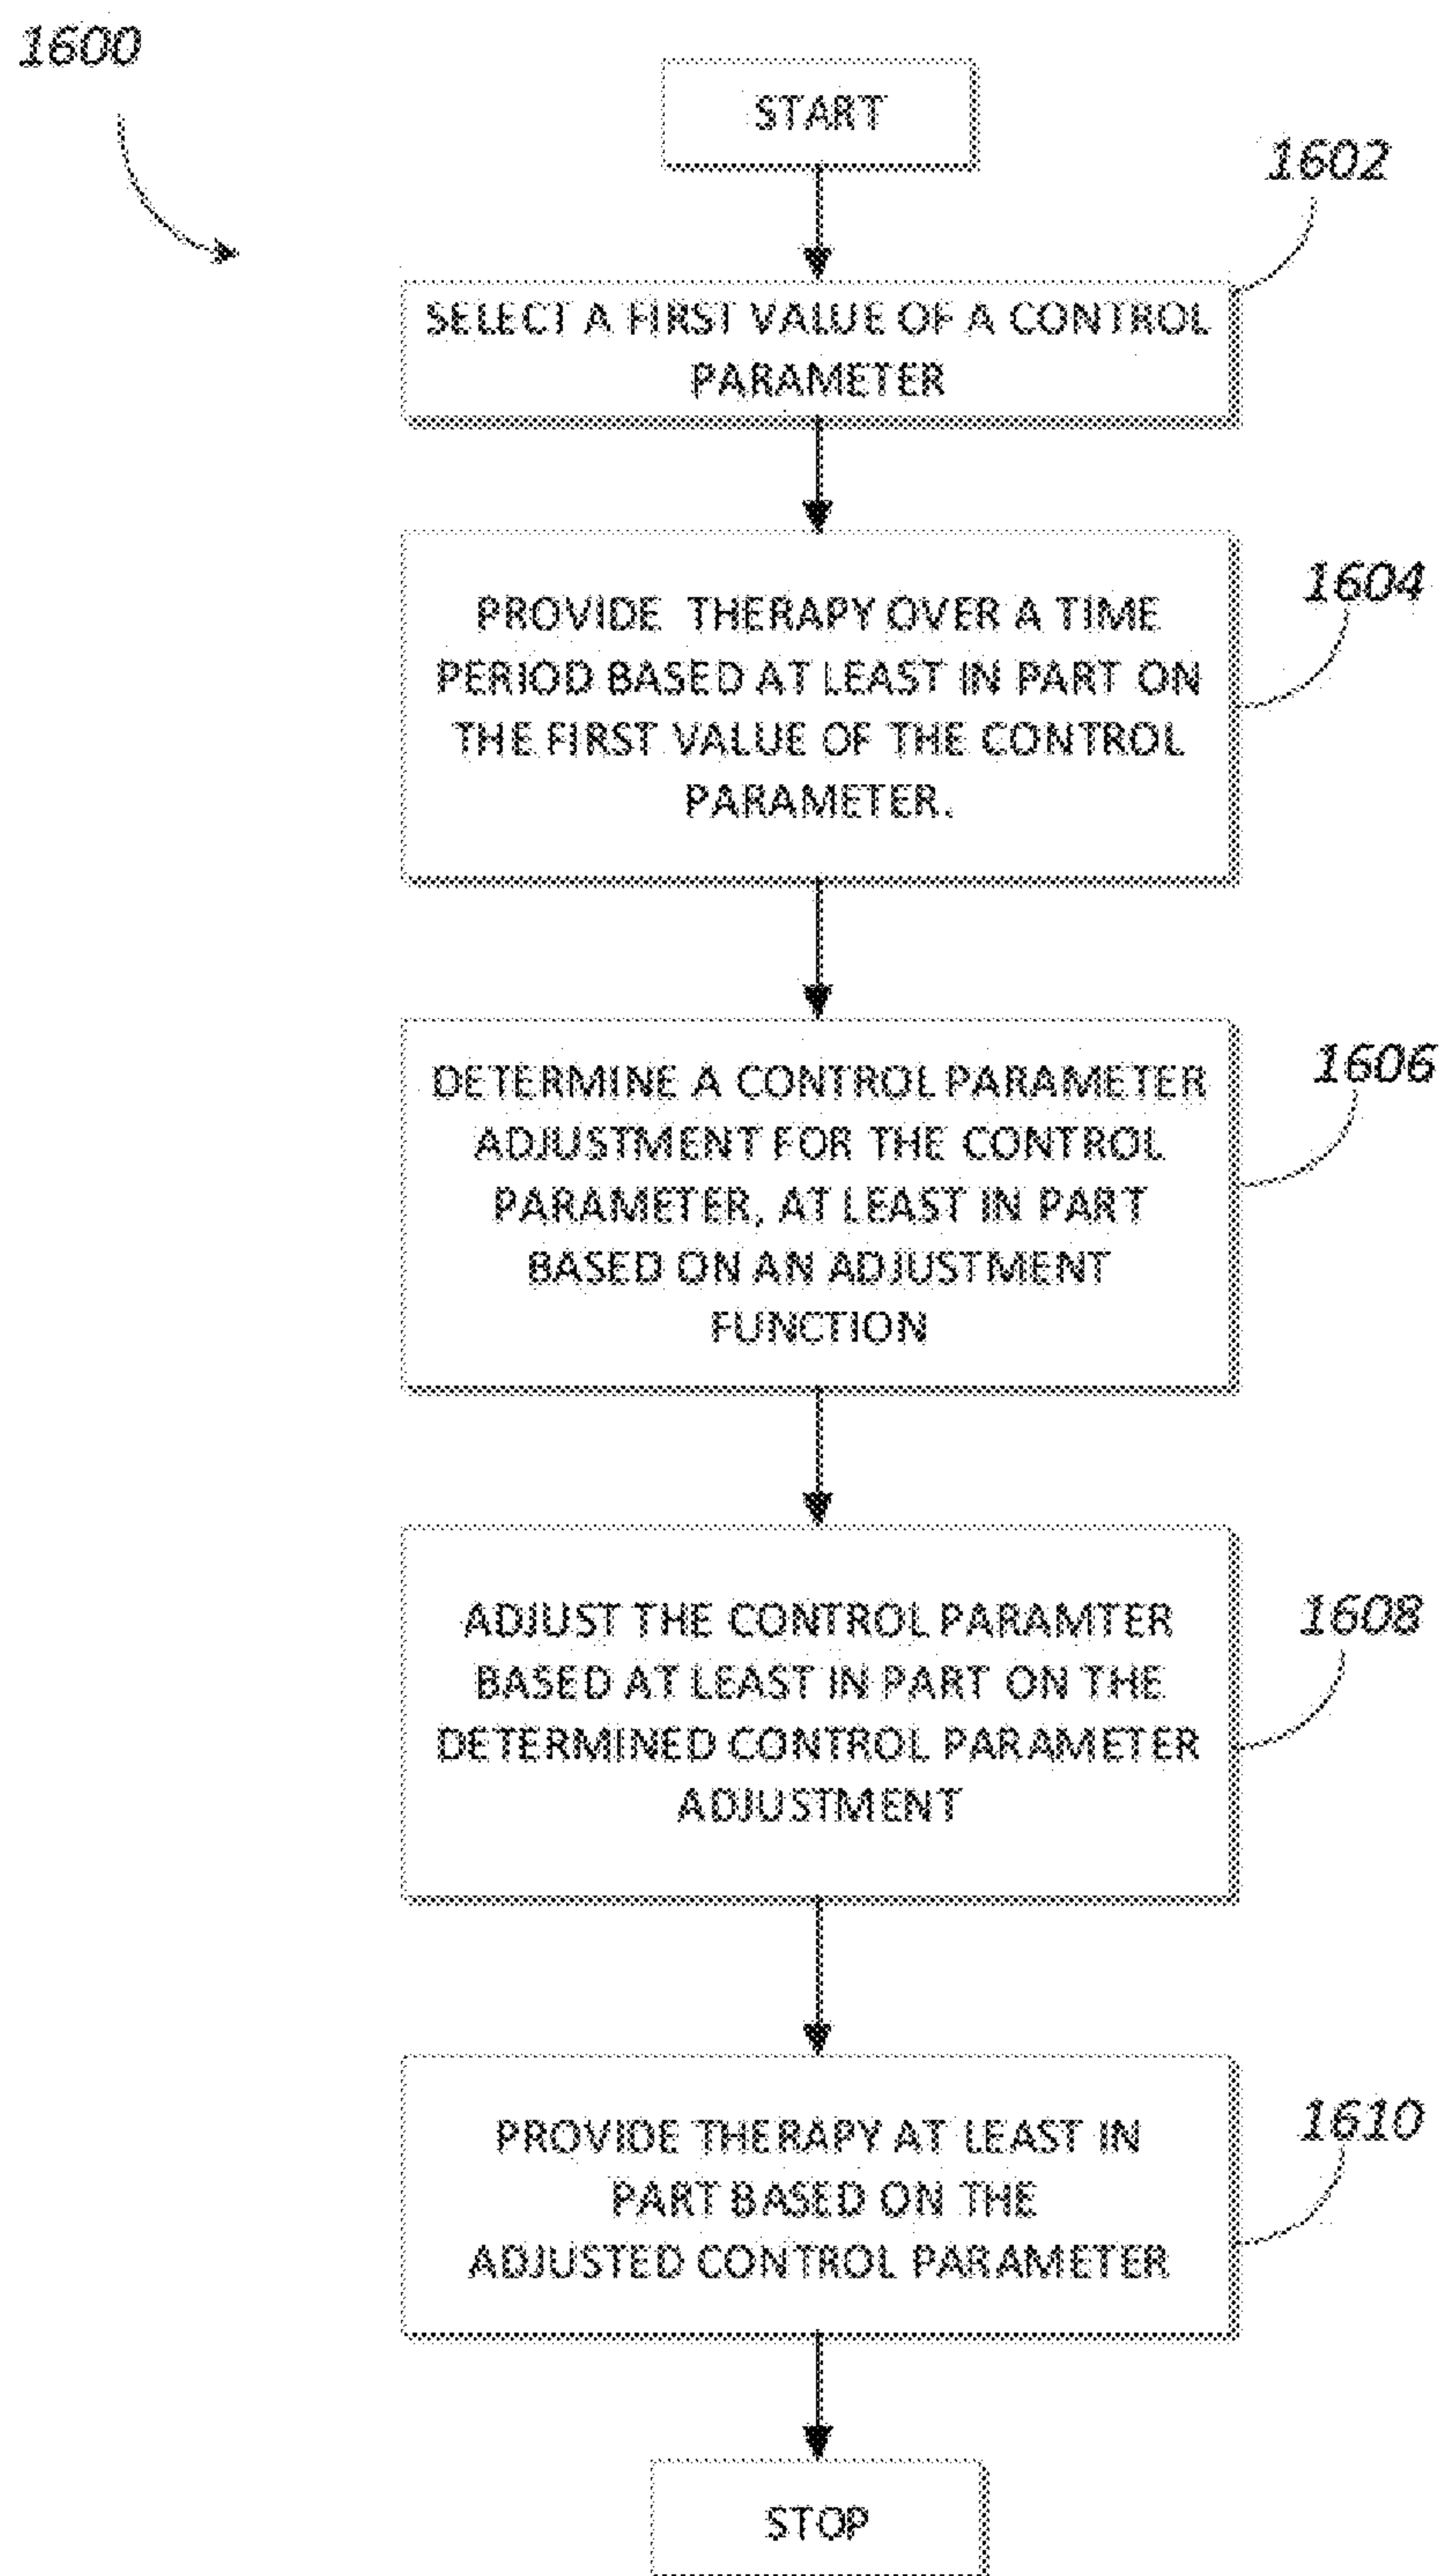 1600
START
1602
SELECT A FIRST VALUE OF A CONTROL
PARAMETER
1604
PROVIDE THERAPY OVER A TIME
PERIOD BASED AT LEAST IN PART ON
THE FIRST VALUE OF THE CONTROL
PARAMETER.
1606
DETERMINE A CONTROL PARAMETER
ADJUSTMENT FOR THE CONTROL
PARAMETER, AT LEAST IN PART
BASED ON AN ADJUSTMENT
FUNCTION
1608
ADJUST THE CONTROL PARAMTER
BASED AT LEAST IN PART ON THE
DETERMINED CONTROL PARAMETER
ADJUSTMENT
1610
PROVIDE THERAPY AT LEAST IN
PART BASED ON THE
ADJUSTED CONTROL PARAMETER
STOP